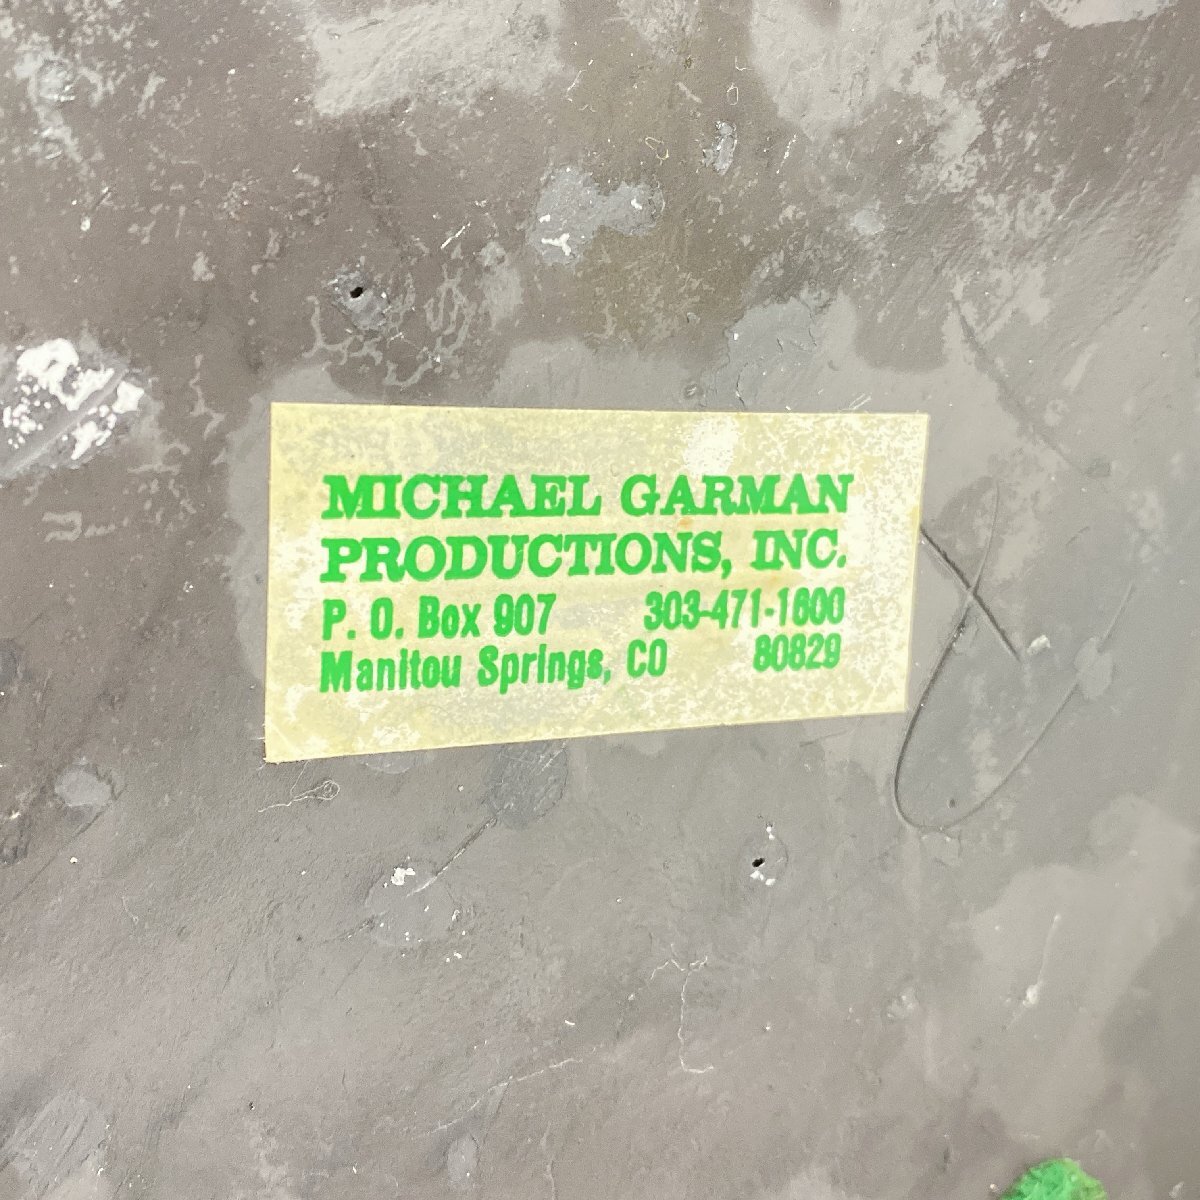 MICHAEL GARMAN
PRODUCTIONS, INC.
P. O. Box 907 303-471-1600
Manitou Springs, CO 80829